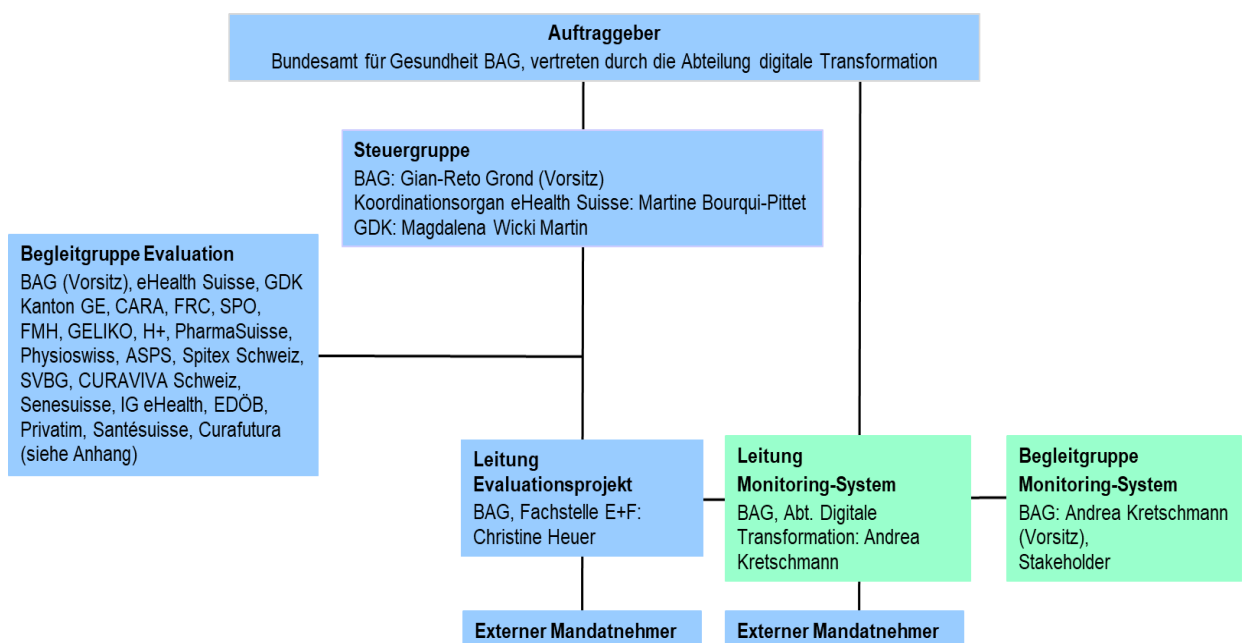 Auftraggeber
Bundesamt für Gesundheit BAG, vertreten durch die Abteilung digitale Transformation
Steuergruppe
BAG: Gian-Reto Grond (Vorsitz)
Koordinationsorgan eHealth Suisse: Martine Bourqui-Pittet
GDK: Magdalena Wicki Martin
Begleitgruppe Evaluation
BAG (Vorsitz), eHealth Suisse, GDK
Kanton GE, CARA, FRC, SPO,
FMH, GELIKO, H+, PharmaSuisse,
Physioswiss, ASPS, Spitex Schweiz,
SVBG, CURAVIVA Schweiz,
Senesuisse, IG eHealth, EDÖB,
Privatim, Santésuisse, Curafutura
(siehe Anhang)
Leitung
Evaluationsprojekt
BAG, Fachstelle E+F:
Christine Heuer
Leitung
Monitoring-System
BAG, Abt. Digitale
Transformation: Andrea
Kretschmann
Begleitgruppe
Monitoring-System
BAG: Andrea Kretschmann
(Vorsitz),
Stakeholder
Externer Mandatnehmer
Externer Mandatnehmer